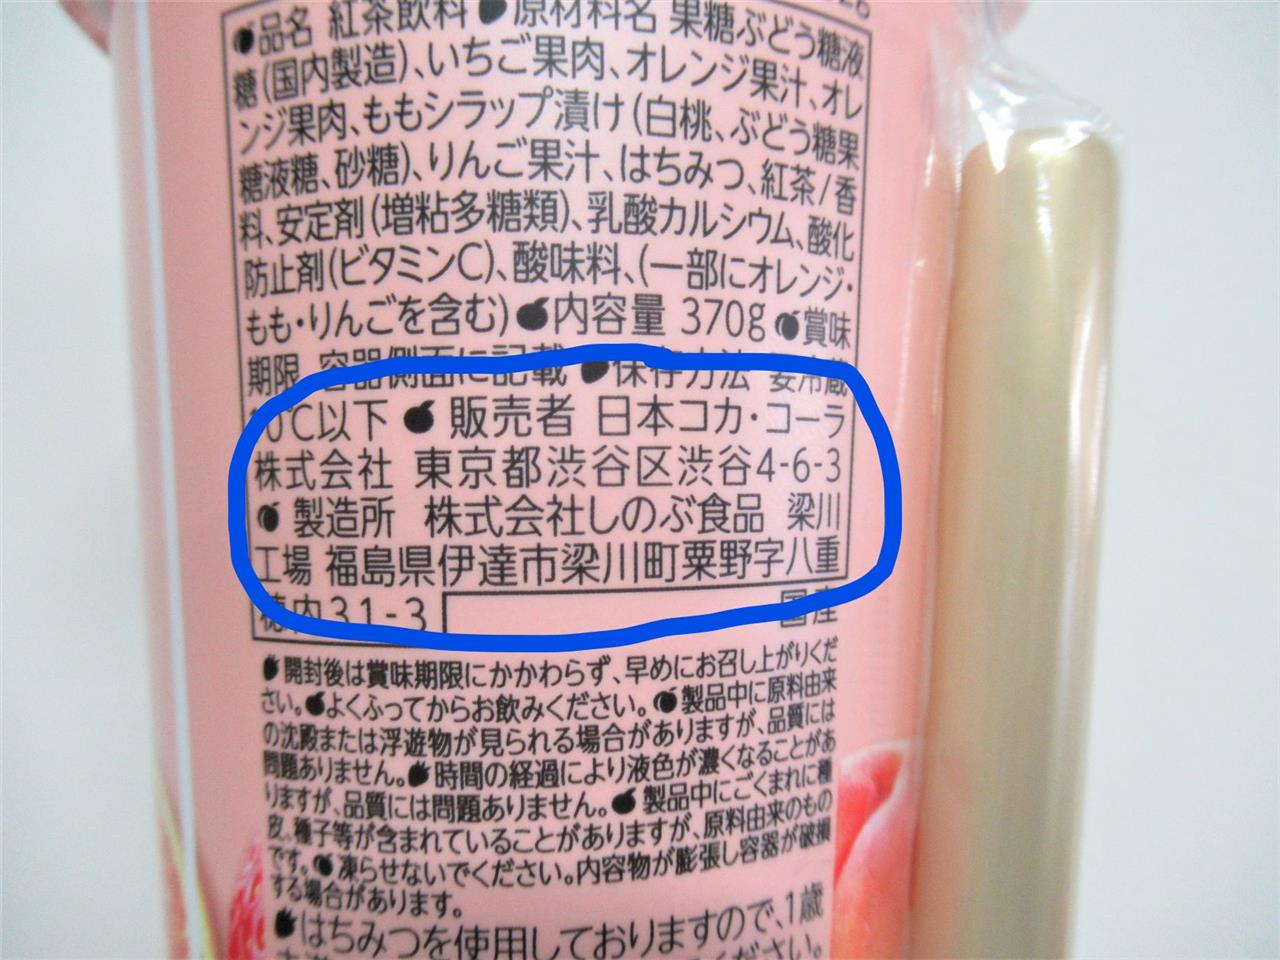 品名 紅茶飲料 原材料名 果糖ぶどう糖液
糖(国内製造)、いちご果肉、オレンジ果汁、オレ
ンジ果肉、ももシラップ漬け(白桃、ぶどう糖果
糖液糖、砂糖)、りんご果汁、はちみつ、紅茶/香
料、安定剤(増粘多糖類)、乳酸カルシウム、酸化
防止剤(ビタミンC)、酸味料、(一部にオレンジ・
もも・りんごを含む) 内容量 370g 賞味
期限 容器側面に記載 保存方法 要冷蔵
10℃以下 販売者 日本コカ・コーラ
株式会社 東京都渋谷区渋谷4-6-3
製造所 株式会社しのぶ食品 梁川
工場 福島県伊達市梁川町粟野字八重
穂内31-3 国産
開封後は賞味期限にかかわらず、早めにお召し上がりくだ
さい。よくふってからお飲みください。製品中に原料由来
の沈殿または浮遊物が見られる場合がありますが、品質には
問題ありません。時間の経過により液色が濃くなることがあ
りますが、品質には問題ありません。製品中にごくまれに種
皮、種子等が含まれていることがありますが、原料由来のもの
です。凍らせないでください。内容物が膨張し容器が破損
する場合があります。
はちみつを使用しておりますので、1歳
ください。